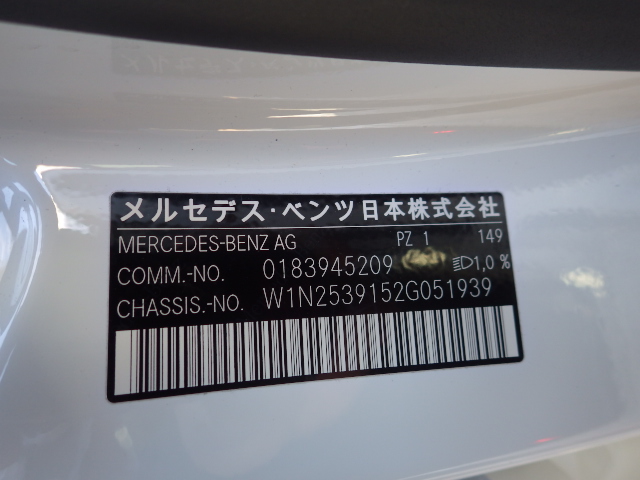 メルセデス・ベンツ日本株式会社
MERCEDES-BENZ AG PZ 1 149
COMM.-NO. 0183945209 1,0 %
CHASSIS.-NO. W1N2539152G051939